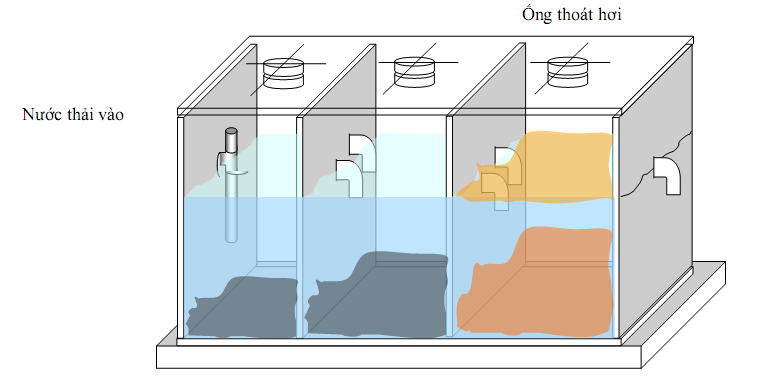 Ống thoát hơi
Nước thải vào